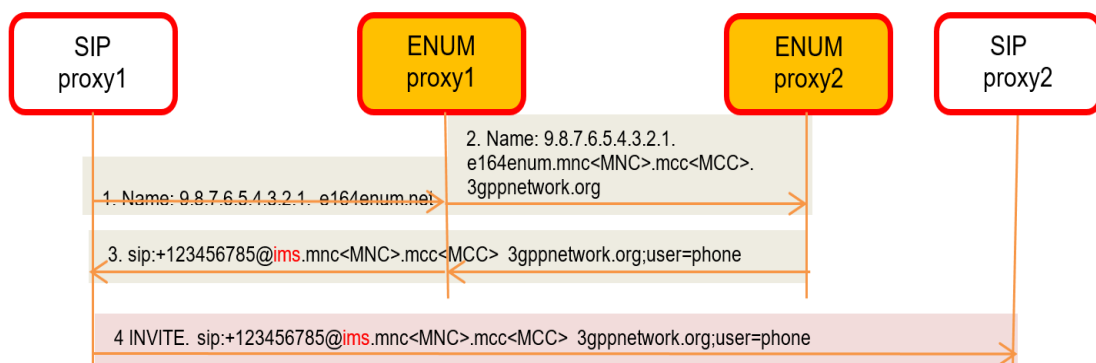 SIP
proxy1
ENUM
proxy1
ENUM
proxy2
SIP
proxy2
2. Name: 9.8.7.6.5.4.3.2.1.
e164enum.mnc<MNC>.mcc<MCC>.
3gppnetwork.org
1. Name: 9.8.7.6.5.4.3.2.1. e164enum.net
3. sip:+123456785@ims.mnc<MNC>.mcc<MCC> 3gppnetwork.org;user=phone
4 INVITE. sip:+123456785@ims.mnc<MNC>.mcc<MCC> 3gppnetwork.org;user=phone